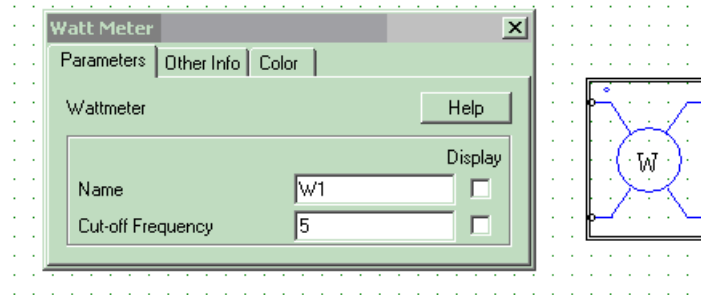 Watt Meter
Parameters Other Info Color
Wattmeter Help
Display
Name W1
Cut-off Frequency 5
W